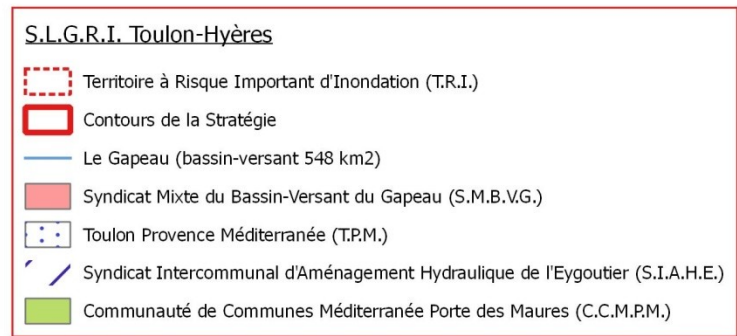 S.L.G.R.I. Toulon-Hyères
Territoire à Risque Important d'Inondation (T.R.I.)
Contours de la Stratégie
Le Gapeau (bassin-versant 548 km2)
Syndicat Mixte du Bassin-Versant du Gapeau (S.M.B.V.G.)
Toulon Provence Méditerranée (T.P.M.)
Syndicat Intercommunal d'Aménagement Hydraulique de l'Eygoutier (S.I.A.H.E.)
Communauté de Communes Méditerranée Porte des Maures (C.C.M.P.M.)